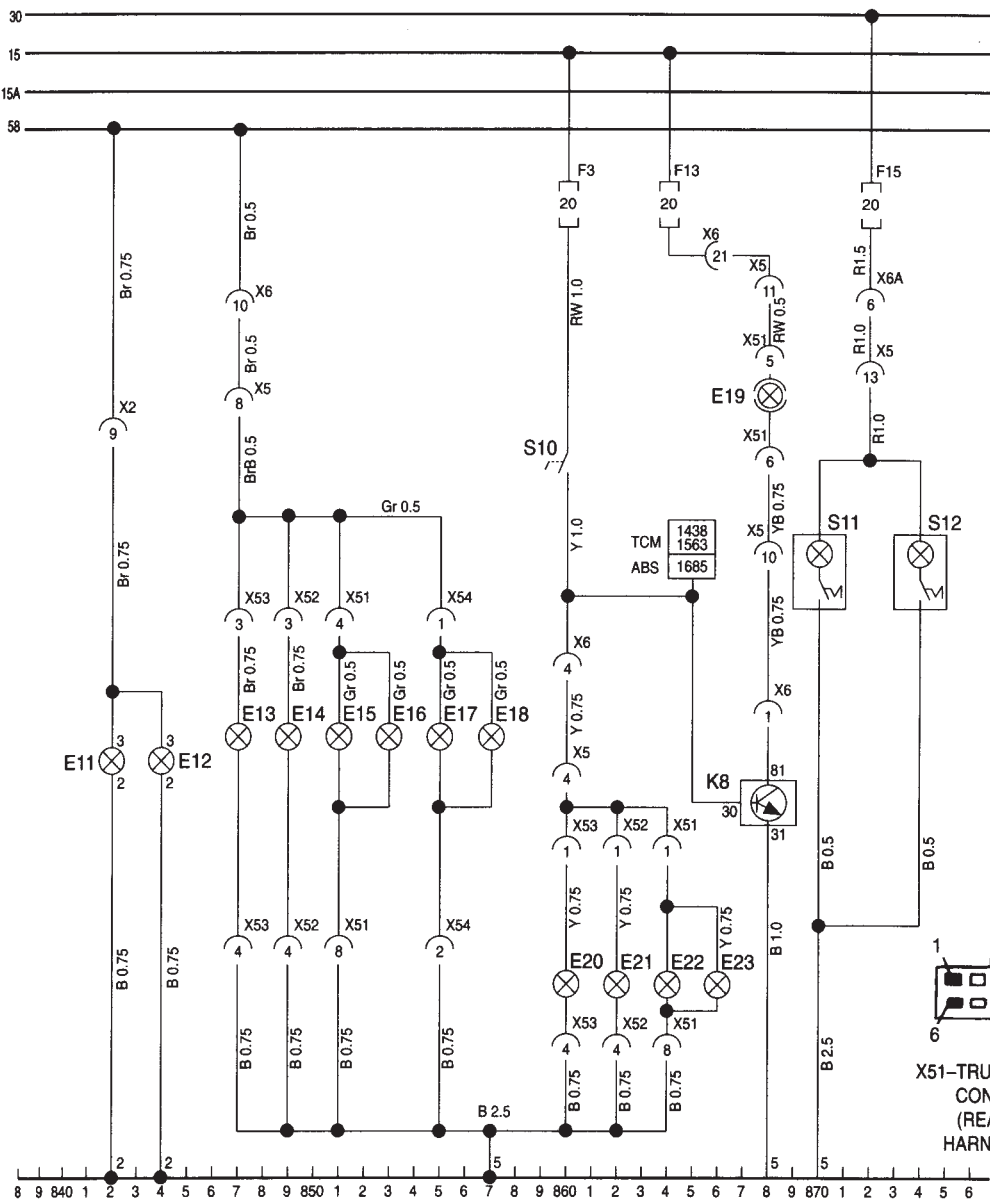 30
15
15A
58
F3
F13
F15
20
20
20
X6
21
X5
11
Br 0.75
Br 0.5
RW 1.0
R1.5
X6A
6
X6
10
RW 0.5
X51
5
R1.0
X5
13
Br 0.5
X5
8
E19
X2
9
X51
6
R1.0
BrB 0.5
S10
Gr 0.5
YB 0.75
S11
S12
Br 0.75
Y 1.0
TCM
1438
1563
ABS
1685
X5
10
X53
3
X52
3
X51
4
X54
1
YB 0.75
X6
4
Br 0.75
Br 0.75
Gr 0.5
Gr 0.5
Gr 0.5
Gr 0.5
Y 0.75
X6
1
E13
E14
E15
E16
E17
E18
3
3
E11
E12
2
2
X5
4
81
K8
30
31
X53
1
X52
1
X51
1
B 0.5
B 0.5
Y 0.75
Y 0.75
Y 0.75
B 1.0
X53
4
X52
4
X51
8
X54
2
B 0.75
B 0.75
E20
E21
E22
E23
1
6
X53
4
X52
4
X51
8
B 0.75
B 0.75
B 0.75
B 0.75
B 0.75
B 0.75
B 0.75
B 2.5
X51–TRU
CON
(REA
HARN
B 2.5
2
2
5
5
5
8 9 840 1 2 3 4 5 6 7 8 9 850 1 2 3 4 5 6 7 8 9 860 1 2 3 4 5 6 7 8 9 870 1 2 3 4 5 6